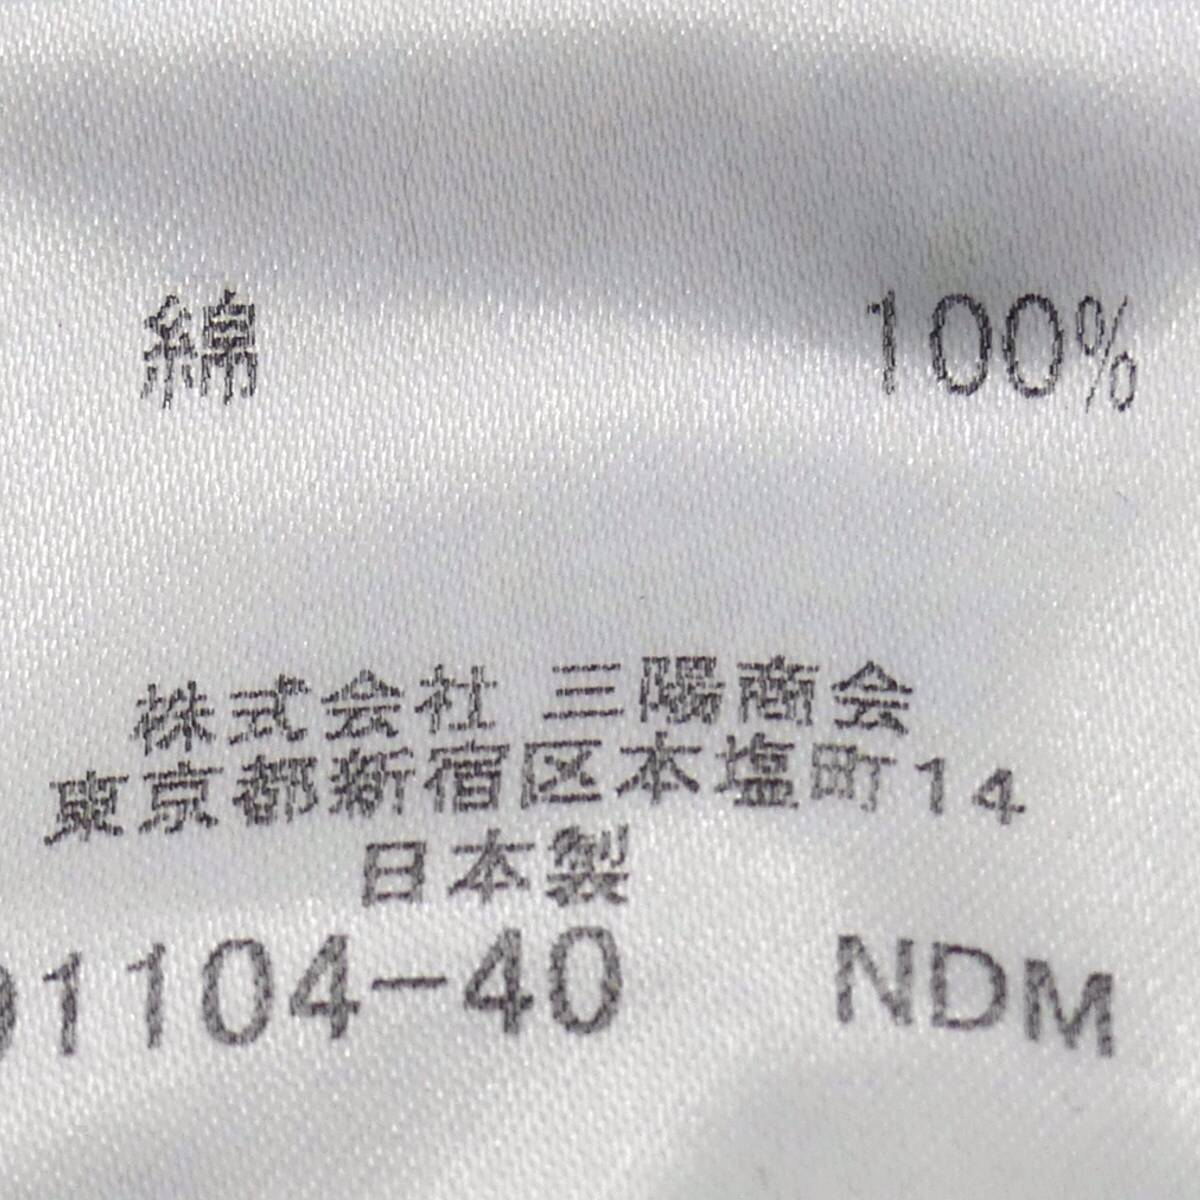 綿 100%
株式会社 三陽商会
東京都新宿区本塩町14
日本製
1104-40 NDM